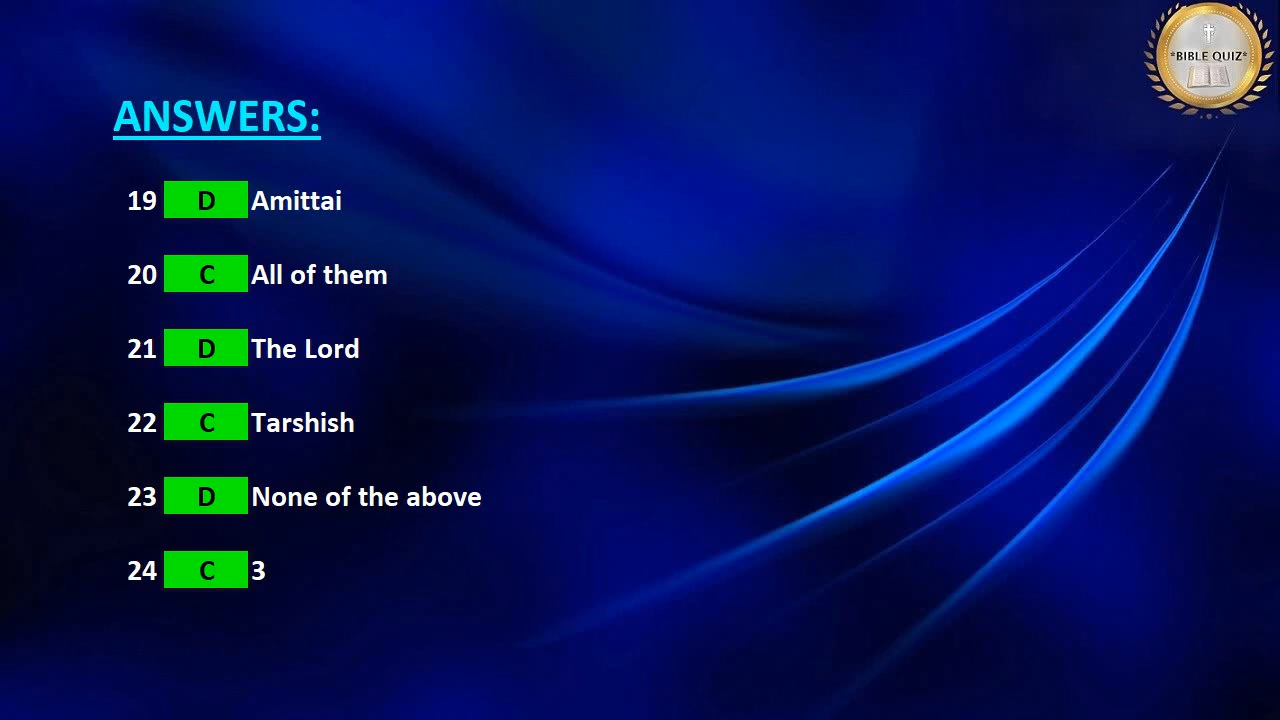 *BIBLE QUIZ*
ANSWERS:
19 D Amittai
20 C All of them
21 D The Lord
22 C Tarshish
23 D None of the above
24 C 3